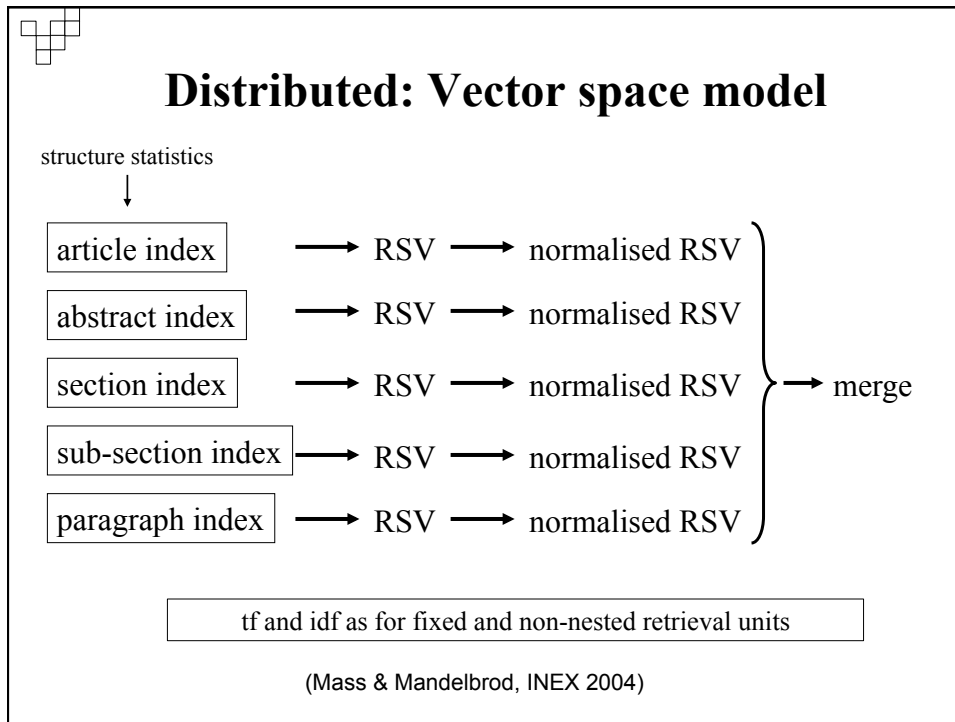 Distributed: Vector space model
structure statistics
article index RSV normalised RSV
abstract index RSV normalised RSV
section index RSV normalised RSV
merge
sub-section index RSV normalised RSV
paragraph index RSV normalised RSV
tf and idf as for fixed and non-nested retrieval units
(Mass & Mandelbrod, INEX 2004)